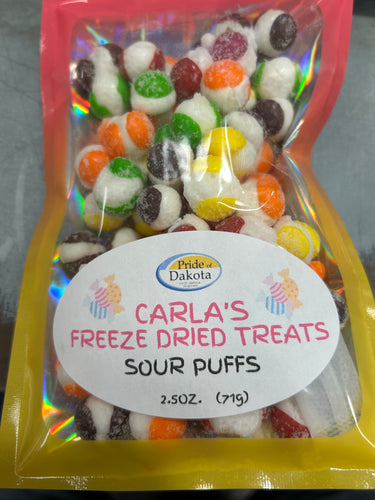 Pride of
Dakota
CARLA'S
FREEZE DRIED TREATS
SOUR PUFFS
2.5OZ. (71g)